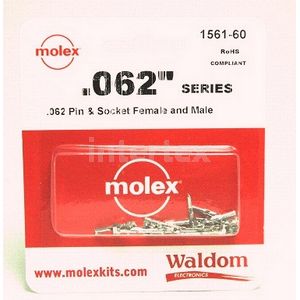 molex
1561-60
RoHS
COMPLIANT
.062" SERIES
.062 Pin & Socket Female and Male
intertex
molex
www.molexkits.com
Waldom
ELECTRONICS